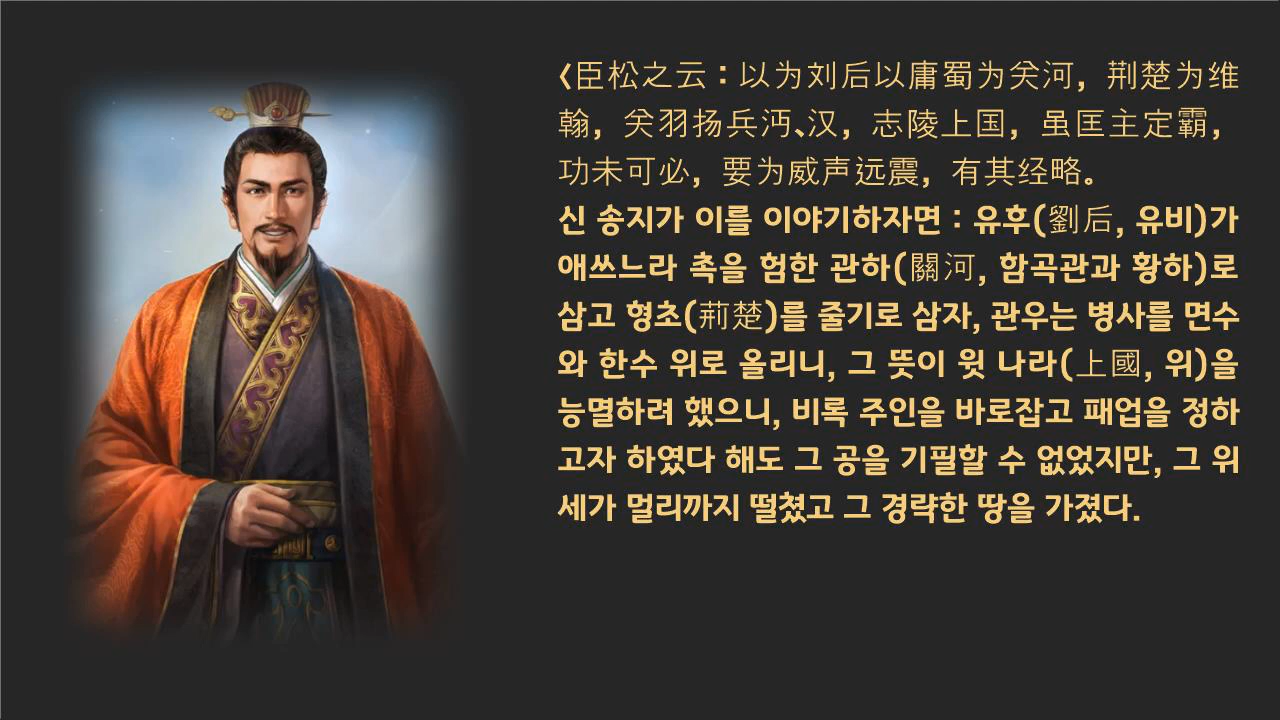 〈臣松之云：以为刘后以庸蜀为关河，荆楚为维
翰，关羽扬兵沔、汉，志陵上国，虽匡主定霸，
功未可必，要为威声远震，有其经略。
신 송지가 이를 이야기하자면 : 유후(劉后, 유비)가
애쓰느라 촉을 험한 관하(關河, 함곡관과 황하)로
삼고 형초(荊楚)를 줄기로 삼자, 관우는 병사를 면수
와 한수 위로 올리니, 그 뜻이 윗 나라(上國, 위)을
능멸하려 했으니, 비록 주인을 바로잡고 패업을 정하
고자 하였다 해도 그 공을 기필할 수 없었지만, 그 위
세가 멀리까지 떨쳤고 그 경략한 땅을 가졌다.